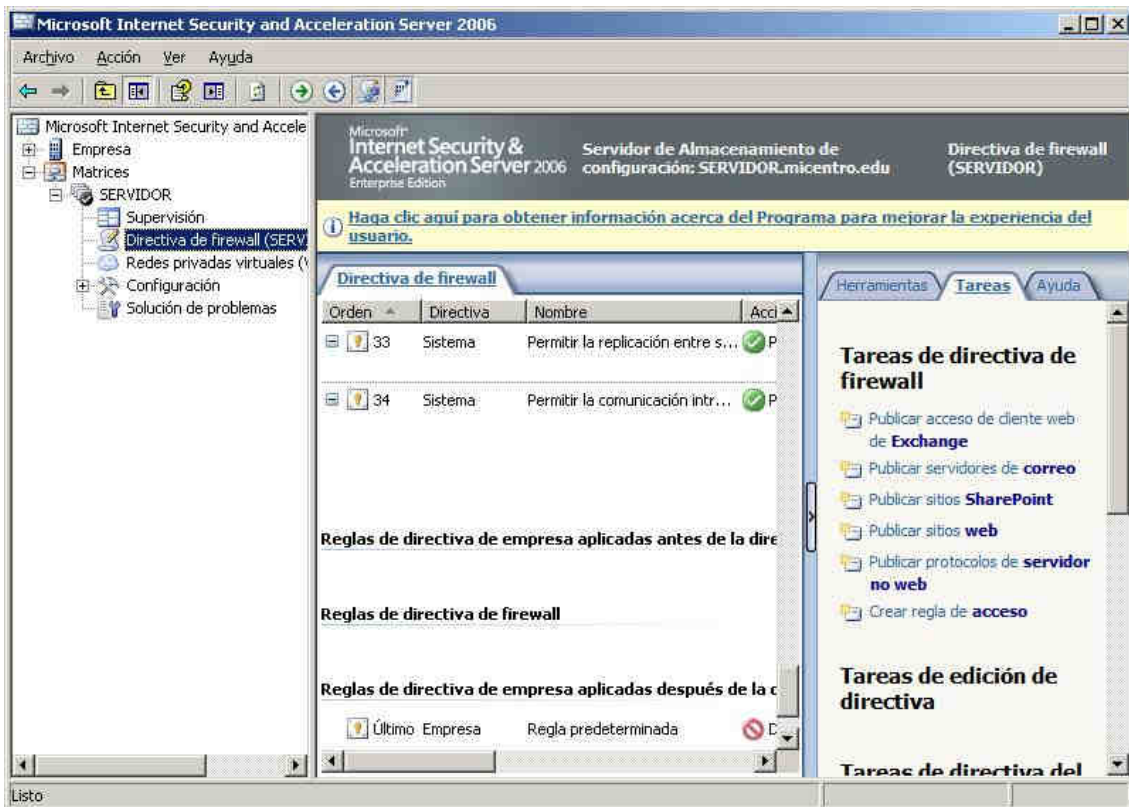 Microsoft Internet Security and Acceleration Server 2006
Archivo Acción Ver Ayuda
Microsoft Internet Security and Accele
Empresa
Matrices
SERVIDOR
Supervisión
Directiva de firewall (SERV
Redes privadas virtuales (
Configuración
Solución de problemas
Microsoft
Internet Security &
Acceleration Server 2006
Enterprise Edition
Servidor de Almacenamiento de
configuración: SERVIDOR.micentro.edu
Directiva de firewall
(SERVIDOR)
Haga clic aquí para obtener información acerca del Programa para mejorar la experiencia del
usuario.
Directiva de firewall
Orden Directiva Nombre Acci
33 Sistema Permitir la replicación entre s... P
34 Sistema Permitir la comunicación intr... P
Reglas de directiva de empresa aplicadas antes de la dire
Reglas de directiva de firewall
Reglas de directiva de empresa aplicadas después de la
Último Empresa Regla predeterminada D
Herramientas Tareas Ayuda
Tareas de directiva de
firewall
Publicar acceso de cliente web
de Exchange
Publicar servidores de correo
Publicar sitios SharePoint
Publicar sitios web
Publicar protocolos de servidor
no web
Crear regla de acceso
Tareas de edición de
directiva
Tareas de directiva del
Listo